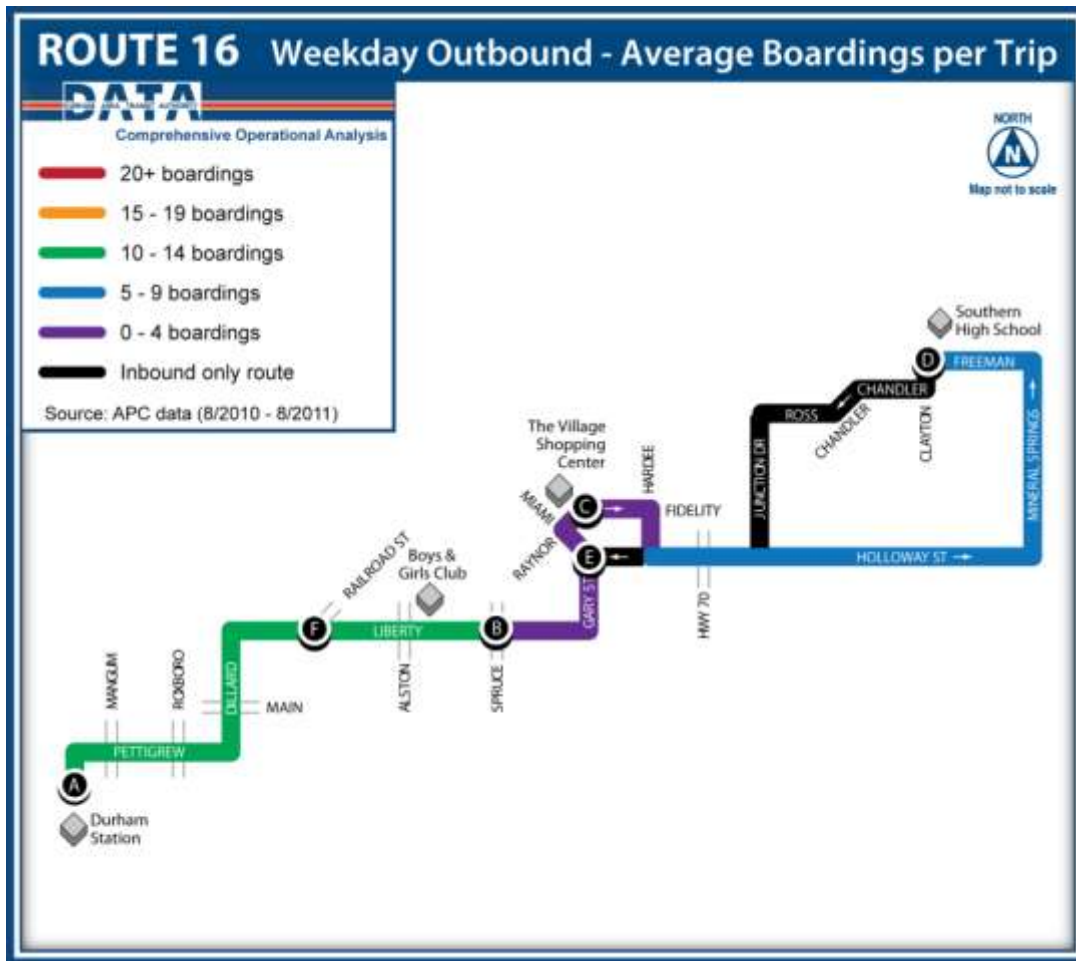 ROUTE 16 Weekday Outbound - Average Boardings per Trip
DATA
DURHAM AREA TRANSIT AUTHORITY
Comprehensive Operational Analysis
20+ boardings
15 - 19 boardings
10 - 14 boardings
5 - 9 boardings
0 - 4 boardings
Inbound only route
Source: APC data (8/2010 - 8/2011)
NORTH
N
Map not to scale
Southern
High School
D
FREEMAN
CHANDLER
ROSS
CHANDLER
CLAYTON
MINERAL SPRINGS
JUNCTION DR
The Village
Shopping
Center
HARDEE
MIAMI
C
FIDELITY
RAYNOR
E
HOLLOWAY ST
HWY 70
GARY ST
RAILROAD ST
Boys &
Girls Club
F
LIBERTY
B
ALSTON
SPRUCE
MANGUM
ROXBORO
DILLARD
MAIN
PETTIGREW
A
Durham
Station